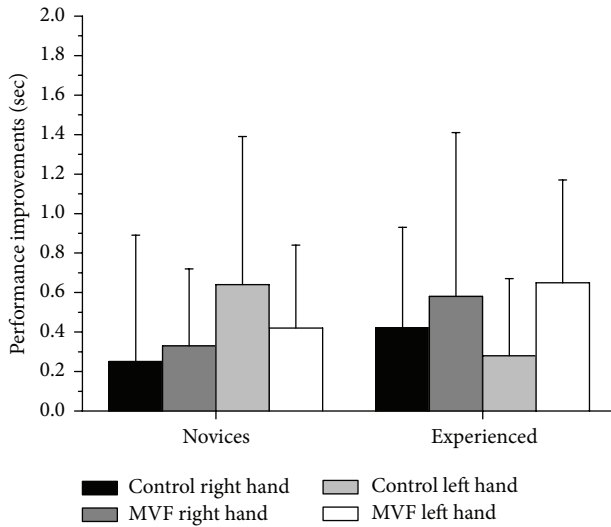 Performance improvements (sec)
2.0
1.8
1.6
1.4
1.2
1.0
0.8
0.6
0.4
0.2
0.0
Novices Experienced
Control right hand Control left hand
MVF right hand MVF left hand